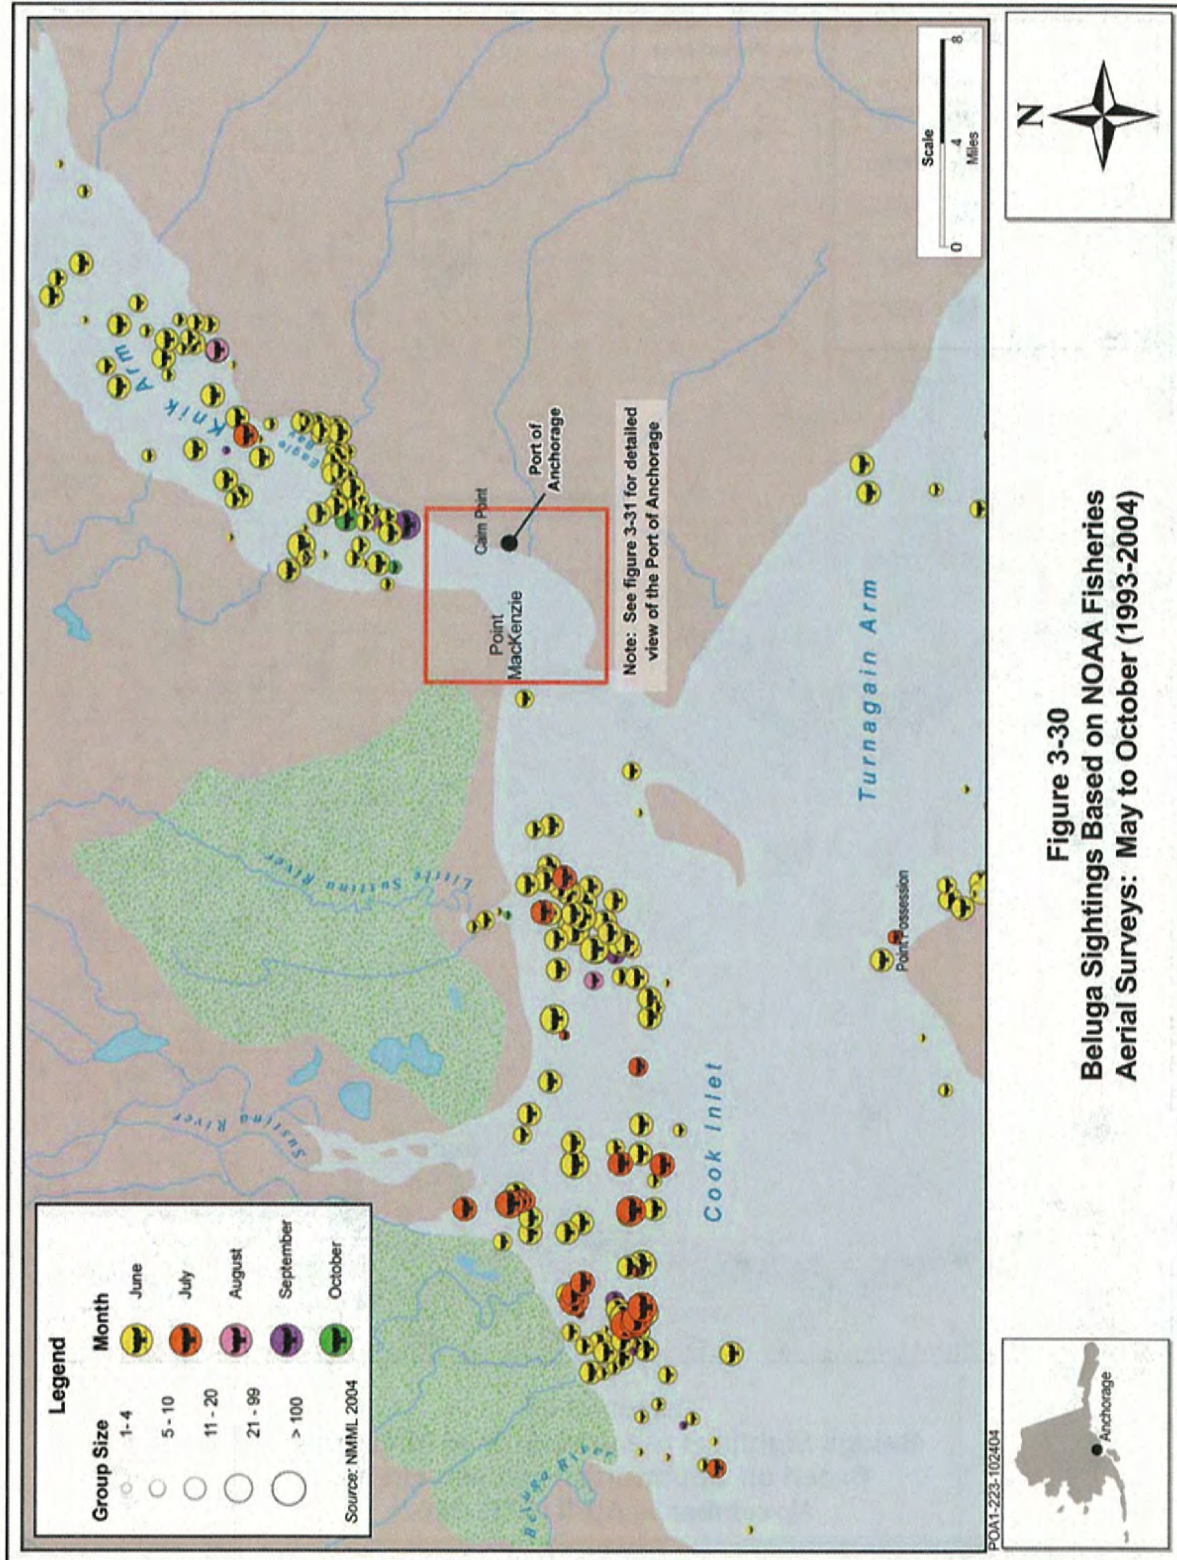 Legend
Group Size
1 - 4
5 - 10
11 - 20
21 - 99
> 100
Month
June
July
August
September
October
Source: NMML 2004
Beluga River
Susitna River
Little Susitna River
Knik Arm
Eagle
Bay
Point
MacKenzie
Cairn Point
Port of
Anchorage
Note: See figure 3-31 for detailed
view of the Port of Anchorage
Cook Inlet
Turnagain Arm
Point Possession
Scale
0 4 8
Miles
N
POA1-223-102404
Anchorage
Figure 3-30
Beluga Sightings Based on NOAA Fisheries
Aerial Surveys: May to October (1993-2004)